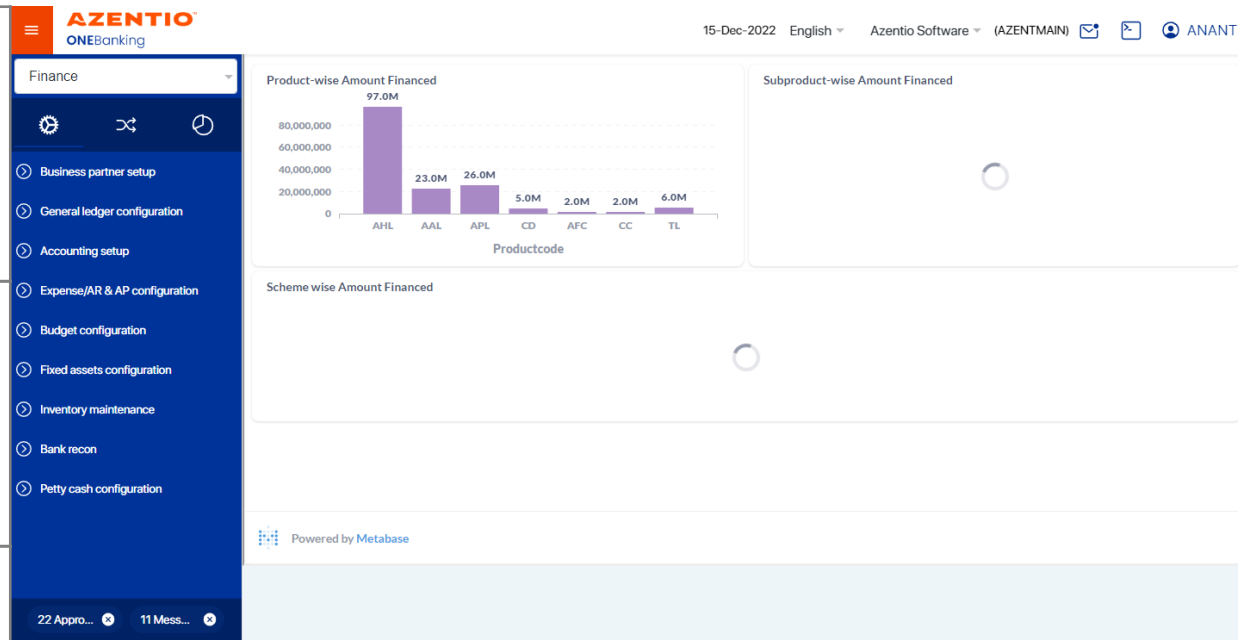 AZENTIO™
ONEBanking
15-Dec-2022 English Azentio Software (AZENTMAIN) ANANT
Finance
Business partner setup
General ledger configuration
Accounting setup
Expense/AR & AP configuration
Budget configuration
Fixed assets configuration
Inventory maintenance
Bank recon
Petty cash configuration
22 Appro... 11 Mess...
Product-wise Amount Financed
97.0M
80,000,000
60,000,000
40,000,000
23.0M 26.0M
20,000,000
5.0M 2.0M 2.0M 6.0M
0
AHL AAL APL CD AFC CC TL
Productcode
Subproduct-wise Amount Financed
Scheme wise Amount Financed
Powered by Metabase